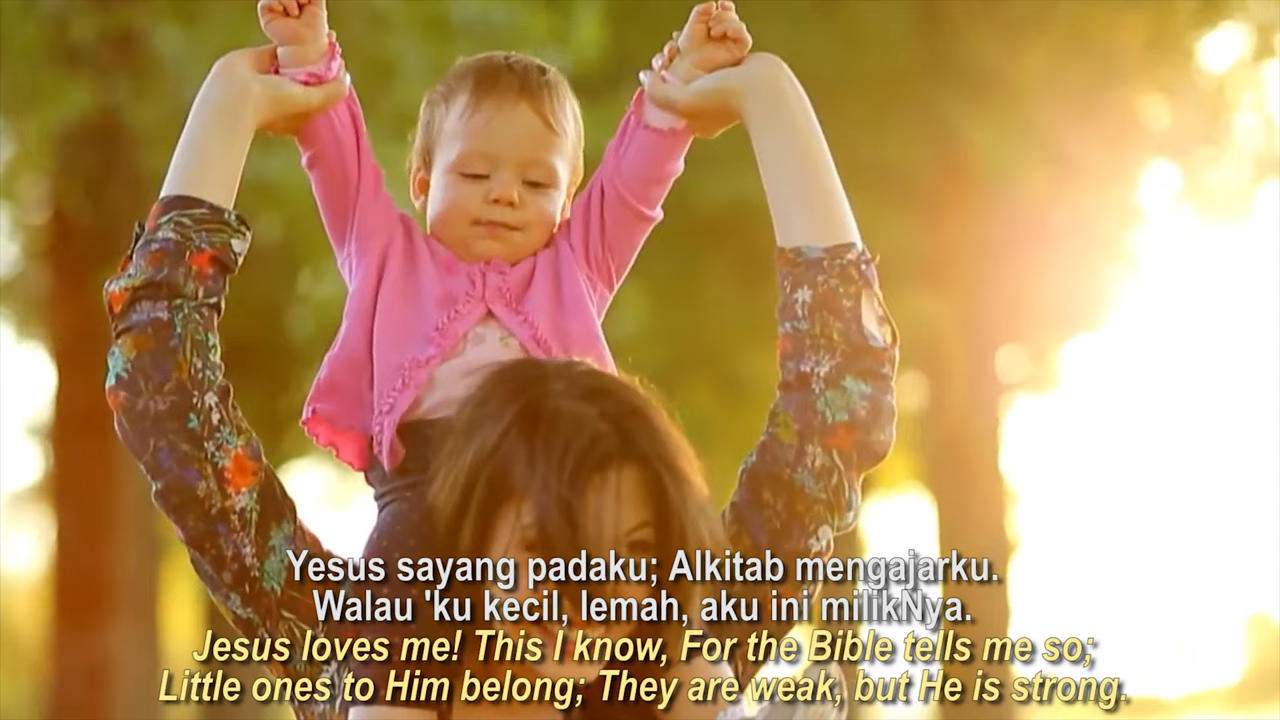 Yesus sayang padaku; Alkitab mengajarku.
Walau 'ku kecil, lemah, aku ini milikNya.
Jesus loves me! This I know, For the Bible tells me so;
Little ones to Him belong; They are weak, but He is strong.